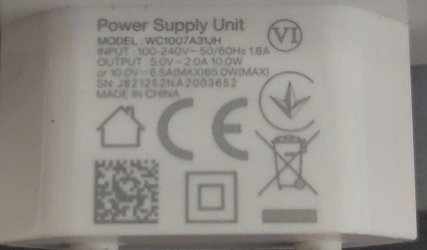 Power Supply Unit
VI
MODEL: WC1007A31JH
INPUT: 100-240V~50/60Hz 1.8A
OUTPUT: 5.0V⎓2.0A 10.0W
or 10.0V⎓6.5A(MAX)65.0W(MAX)
SN J8Z1252NA2003652
MADE IN CHINA
CE